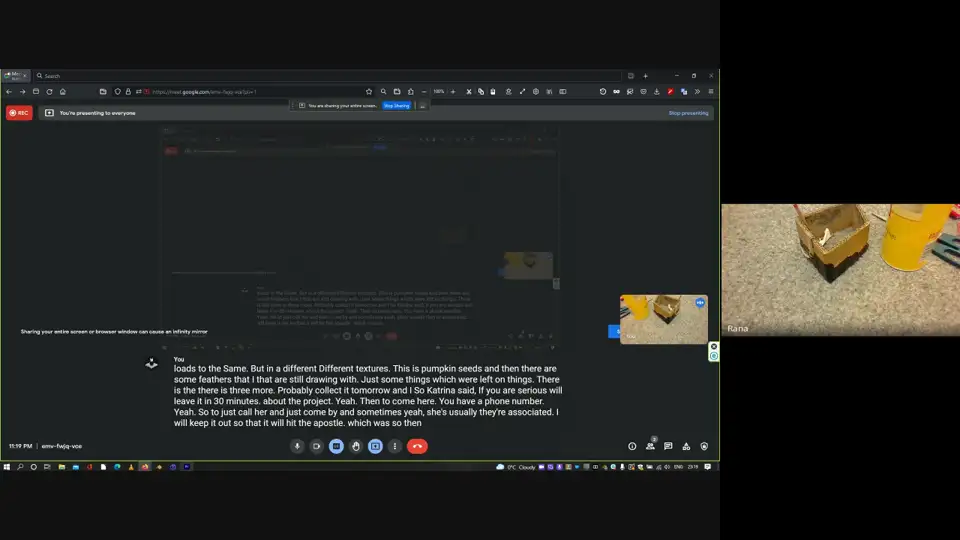 Search
https://meet.google.com/emv-fwjq-vce
100%
You are sharing your entire screen.
Stop Sharing
REC
You're presenting to everyone
Stop presenting
Sharing your entire screen or browser window can cause an infinity mirror
Rana
You
loads to the Same. But in a different Different textures. This is pumpkin seeds and then there are
some feathers that I that are still drawing with. Just some things which were left on things. There
is the there is three more. Probably collect it tomorrow and I So Katrina said, If you are serious will
leave it in 30 minutes. about the project. Yeah. Then to come here. You have a phone number.
Yeah. So to just call her and just come by and sometimes yeah, she's usually they're associated. I
will keep it out so that it will hit the apostle. which was so then
11:19 PM | emv-fwjq-vce
0°C Cloudy
ENG
23:19